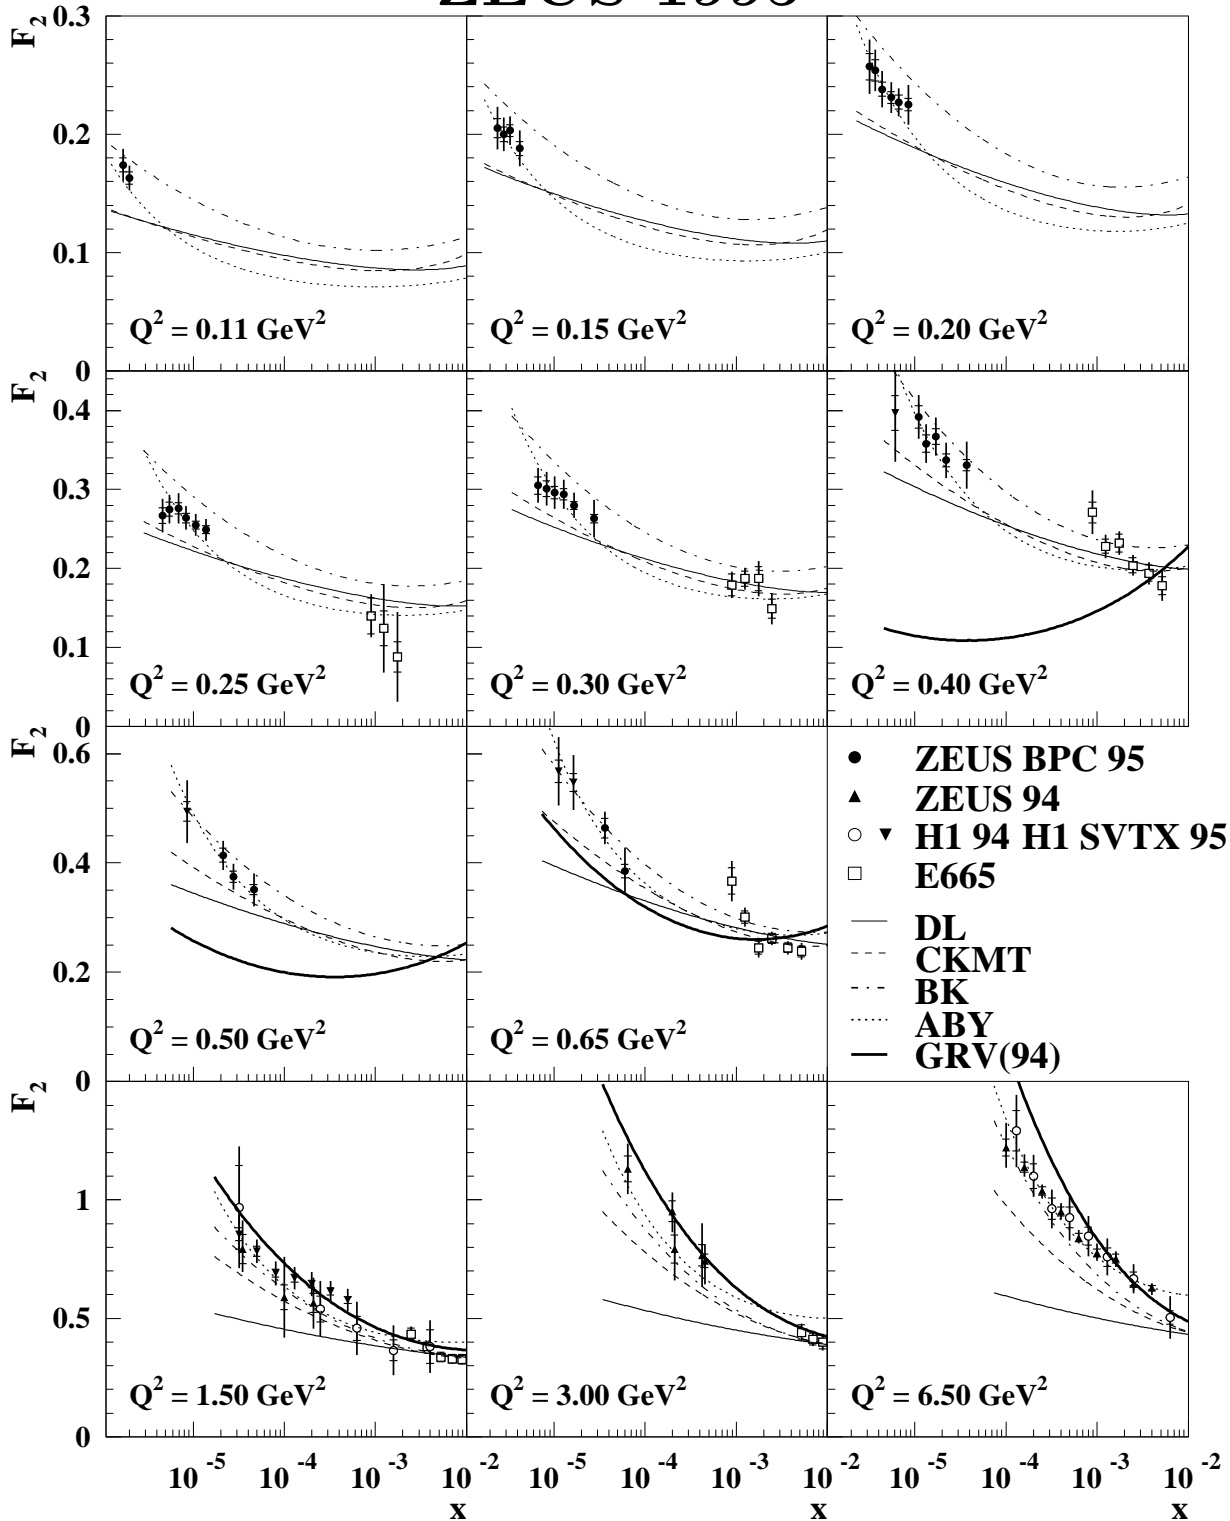 ZEUS 1995
F2
0.3
0.2
0.1
0
Q² = 0.11 GeV²
Q² = 0.15 GeV²
Q² = 0.20 GeV²
F2
0.4
0.3
0.2
0.1
0
Q² = 0.25 GeV²
Q² = 0.30 GeV²
Q² = 0.40 GeV²
F2
0.6
0.4
0.2
0
Q² = 0.50 GeV²
Q² = 0.65 GeV²
ZEUS BPC 95
ZEUS 94
H1 94 H1 SVTX 95
E665
DL
CKMT
BK
ABY
GRV(94)
F2
1
0.5
0
Q² = 1.50 GeV²
Q² = 3.00 GeV²
Q² = 6.50 GeV²
10⁻⁵ 10⁻⁴ 10⁻³ 10⁻² 10⁻⁵ 10⁻⁴ 10⁻³ 10⁻² 10⁻⁵ 10⁻⁴ 10⁻³ 10⁻²
x x